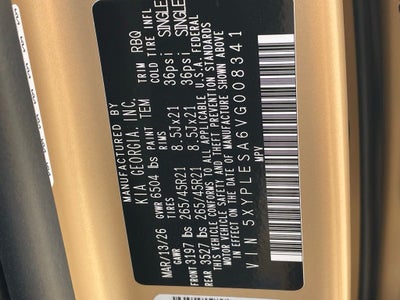 MANUFACTURED BY
KIA GEORGIA, INC.
MAR/13/26 GVWR 6504 lbs PAINT TEM TRIM RBQ
GAWR TIRES RIMS COLD TIRE INFL
FRONT 3197 lbs 265/45R21 8.5Jx21 36psi SINGLE
REAR 3527 lbs 265/45R21 8.5Jx21 36psi SINGLE
THIS VEHICLE CONFORMS TO ALL APPLICABLE U.S. FEDERAL
MOTOR VEHICLE SAFETY AND THEFT PREVENTION STANDARDS
IN EFFECT ON THE DATE OF MANUFACTURE SHOWN ABOVE
V I N 5XYPLESA6VG008341
MPV